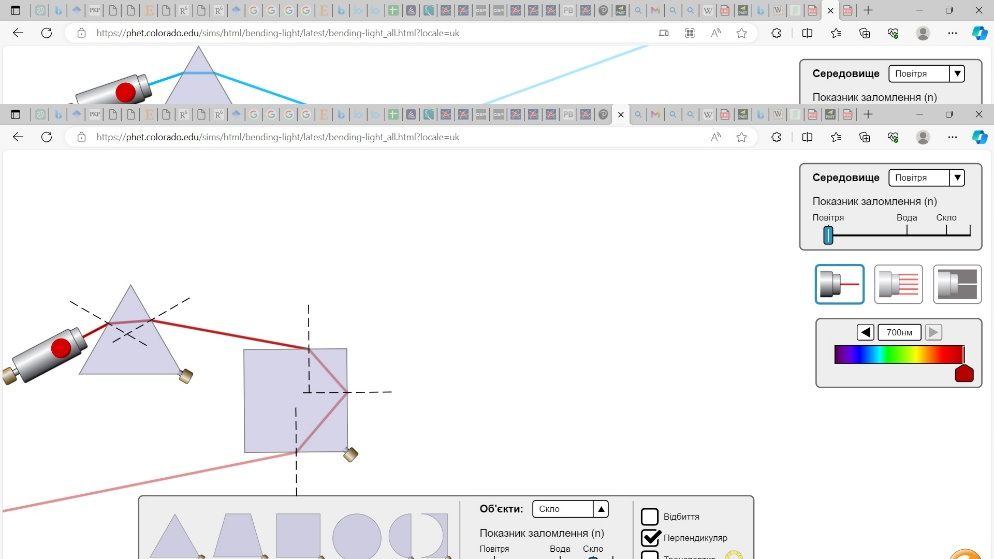 https://phet.colorado.edu/sims/html/bending-light/latest/bending-light_all.html?locale=uk
Середовище Повітря
Показник заломлення (n)
https://phet.colorado.edu/sims/html/bending-light/latest/bending-light_all.html?locale=uk
Середовище Повітря
Показник заломлення (n)
Повітря Вода Скло
700нм
Об'єкти: Скло
Відбиття
Показник заломлення (n)
Перпендикуляр
Повітря Вода Скло